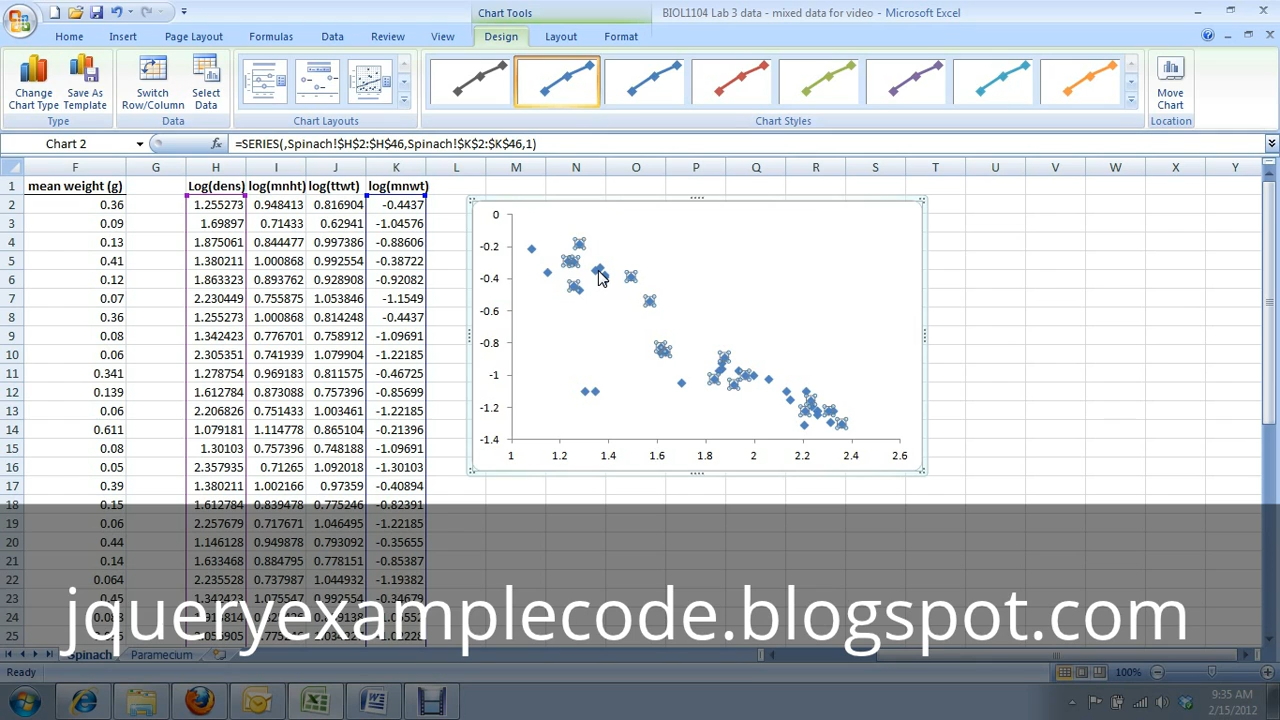 Chart Tools
BIOL1104 Lab 3 data - mixed data for video - Microsoft Excel
Home Insert Page Layout Formulas Data Review View Design Layout Format
Change Chart Type Save As Template Switch Row/Column Select Data Move Chart
Type Data Chart Layouts Chart Styles Location
Chart 2 fx =SERIES(,Spinach!$H$2:$H$46,Spinach!$K$2:$K$46,1)
F G H I J K L M N O P Q R S T U V W X Y
1 mean weight (g) Log(dens) log(mnht) log(ttwt) log(mnwt)
2 0.36 1.255273 0.948413 0.816904 -0.4437
3 0.09 1.69897 0.71433 0.62941 -1.04576
4 0.13 1.875061 0.844477 0.997386 -0.88606
5 0.41 1.380211 1.000868 0.992554 -0.38722
6 0.12 1.863323 0.893762 0.928908 -0.92082
7 0.07 2.230449 0.755875 1.053846 -1.1549
8 0.36 1.255273 1.000868 0.814248 -0.4437
9 0.08 1.342423 0.776701 0.758912 -1.09691
10 0.06 2.305351 0.741939 1.079904 -1.22185
11 0.341 1.278754 0.969183 0.811575 -0.46725
12 0.139 1.612784 0.873088 0.757396 -0.85699
13 0.06 2.206826 0.751433 1.003461 -1.22185
14 0.611 1.079181 1.114778 0.865104 -0.21396
15 0.08 1.30103 0.757396 0.748188 -1.09691
16 0.05 2.357935 0.71265 1.092018 -1.30103
17 0.39 1.230211 1.002166 0.97359 -0.40894
18 0.15 1.612784 0.839478 0.775246 -0.82391
19 0.06 2.257679 0.717671 1.046495 -1.22185
20 0.44 1.146128 0.949878 0.793092 -0.35655
21 0.14 1.633468 0.884795 0.778151 -0.85387
22 0.064 2.235528 0.737987 1.044932 -1.19382
23
24
25
0
-0.2
-0.4
-0.6
-0.8
-1
-1.2
-1.4
1 1.2 1.4 1.6 1.8 2 2.2 2.4 2.6
jqueryexamplecode.blogspot.com
Spinach Paramecium
Ready 100%
9:35 AM
2/15/2012